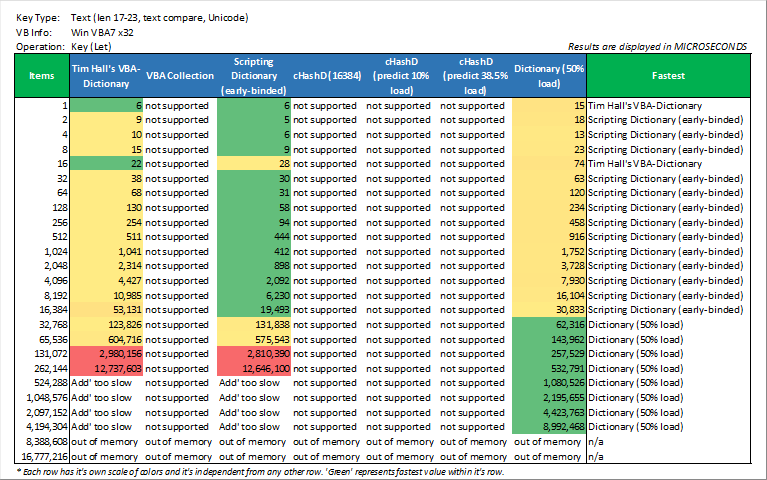 Key Type: Text (len 17-23, text compare, Unicode)
VB Info: Win VBA7 x32
Operation: Key (Let) Results are displayed in MICROSECONDS
Items Tim Hall's VBA-Dictionary VBA Collection Scripting Dictionary (early-binded) cHashD (16384) cHashD (predict 10% load) cHashD (predict 38.5% load) Dictionary (50% load) Fastest
1 6 not supported 6 not supported not supported not supported 15 Tim Hall's VBA-Dictionary
2 9 not supported 5 not supported not supported not supported 18 Scripting Dictionary (early-binded)
4 10 not supported 6 not supported not supported not supported 13 Scripting Dictionary (early-binded)
8 15 not supported 9 not supported not supported not supported 23 Scripting Dictionary (early-binded)
16 22 not supported 28 not supported not supported not supported 74 Tim Hall's VBA-Dictionary
32 38 not supported 30 not supported not supported not supported 63 Scripting Dictionary (early-binded)
64 68 not supported 31 not supported not supported not supported 120 Scripting Dictionary (early-binded)
128 130 not supported 58 not supported not supported not supported 234 Scripting Dictionary (early-binded)
256 254 not supported 94 not supported not supported not supported 458 Scripting Dictionary (early-binded)
512 511 not supported 444 not supported not supported not supported 916 Scripting Dictionary (early-binded)
1,024 1,041 not supported 412 not supported not supported not supported 1,752 Scripting Dictionary (early-binded)
2,048 2,314 not supported 898 not supported not supported not supported 3,728 Scripting Dictionary (early-binded)
4,096 4,427 not supported 2,092 not supported not supported not supported 7,930 Scripting Dictionary (early-binded)
8,192 10,985 not supported 6,230 not supported not supported not supported 16,104 Scripting Dictionary (early-binded)
16,384 53,131 not supported 19,493 not supported not supported not supported 30,833 Scripting Dictionary (early-binded)
32,768 123,826 not supported 131,838 not supported not supported not supported 62,316 Dictionary (50% load)
65,536 604,716 not supported 575,543 not supported not supported not supported 143,962 Dictionary (50% load)
131,072 2,980,156 not supported 2,810,390 not supported not supported not supported 257,529 Dictionary (50% load)
262,144 12,737,603 not supported 12,646,100 not supported not supported not supported 532,791 Dictionary (50% load)
524,288 Add' too slow not supported Add' too slow not supported not supported not supported 1,080,526 Dictionary (50% load)
1,048,576 Add' too slow not supported Add' too slow not supported not supported not supported 2,195,655 Dictionary (50% load)
2,097,152 Add' too slow not supported Add' too slow not supported not supported not supported 4,423,763 Dictionary (50% load)
4,194,304 Add' too slow not supported Add' too slow not supported not supported not supported 8,992,468 Dictionary (50% load)
8,388,608 out of memory out of memory out of memory out of memory out of memory out of memory out of memory n/a
16,777,216 out of memory out of memory out of memory out of memory out of memory out of memory out of memory n/a
* Each row has it's own scale of colors and it's independent from any other row. 'Green' represents fastest value within it's row.